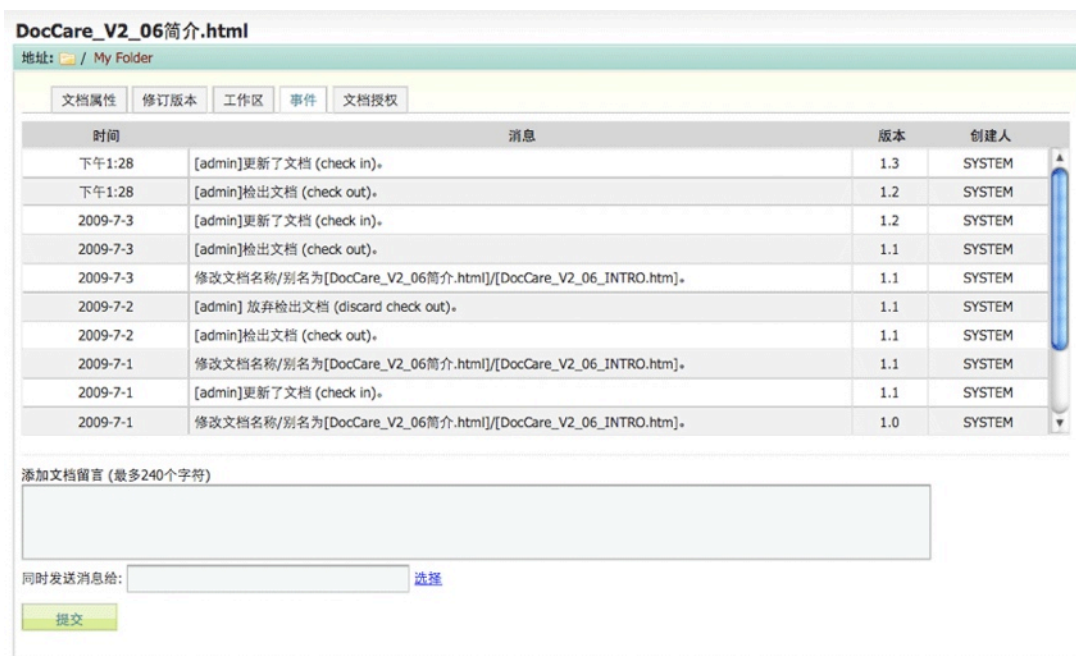 DocCare_V2_06简介.html
地址: / My Folder
文档属性 修订版本 工作区 事件 文档授权
时间 消息 版本 创建人
下午1:28 [admin]更新了文档 (check in)。 1.3 SYSTEM
下午1:28 [admin]检出文档 (check out)。 1.2 SYSTEM
2009-7-3 [admin]更新了文档 (check in)。 1.2 SYSTEM
2009-7-3 [admin]检出文档 (check out)。 1.1 SYSTEM
2009-7-3 修改文档名称/别名为[DocCare_V2_06简介.html]/[DocCare_V2_06_INTRO.htm]。 1.1 SYSTEM
2009-7-2 [admin] 放弃检出文档 (discard check out)。 1.1 SYSTEM
2009-7-2 [admin]检出文档 (check out)。 1.1 SYSTEM
2009-7-1 修改文档名称/别名为[DocCare_V2_06简介.html]/[DocCare_V2_06_INTRO.htm]。 1.1 SYSTEM
2009-7-1 [admin]更新了文档 (check in)。 1.1 SYSTEM
2009-7-1 修改文档名称/别名为[DocCare_V2_06简介.html]/[DocCare_V2_06_INTRO.htm]。 1.0 SYSTEM
添加文档留言 (最多240个字符)
同时发送消息给: 选择
提交